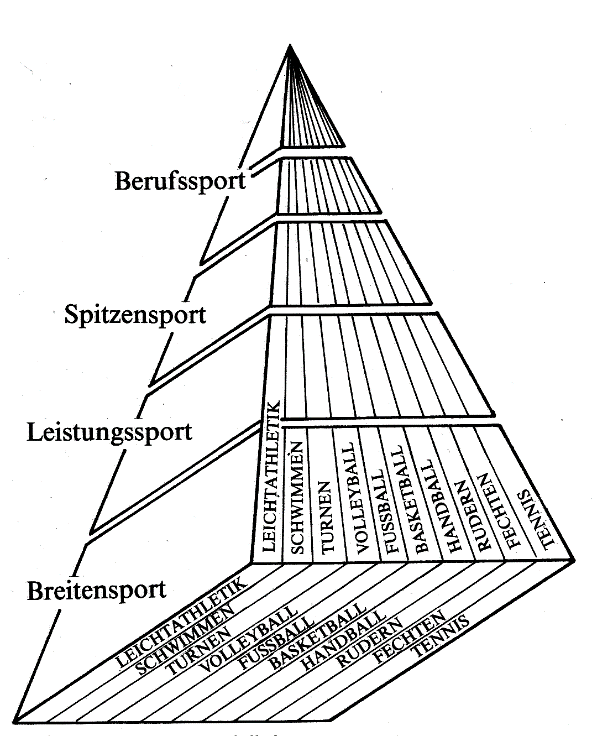 Berufssport
Spitzensport
Leistungssport
Breitensport
LEICHTATHLETIK
SCHWIMMEN
TURNEN
VOLLEYBALL
FUSSBALL
BASKETBALL
HANDBALL
RUDERN
FECHTEN
TENNIS
LEICHTATHLETIK
SCHWIMMEN
TURNEN
VOLLEYBALL
FUSSBALL
BASKETBALL
HANDBALL
RUDERN
FECHTEN
TENNIS